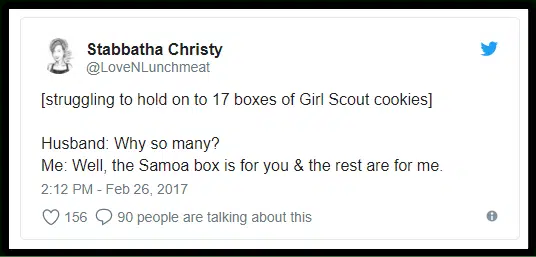 Stabbatha Christy
@LoveNLunchmeat
[struggling to hold on to 17 boxes of Girl Scout cookies]
Husband: Why so many?
Me: Well, the Samoa box is for you & the rest are for me.
2:12 PM - Feb 26, 2017
156 90 people are talking about this